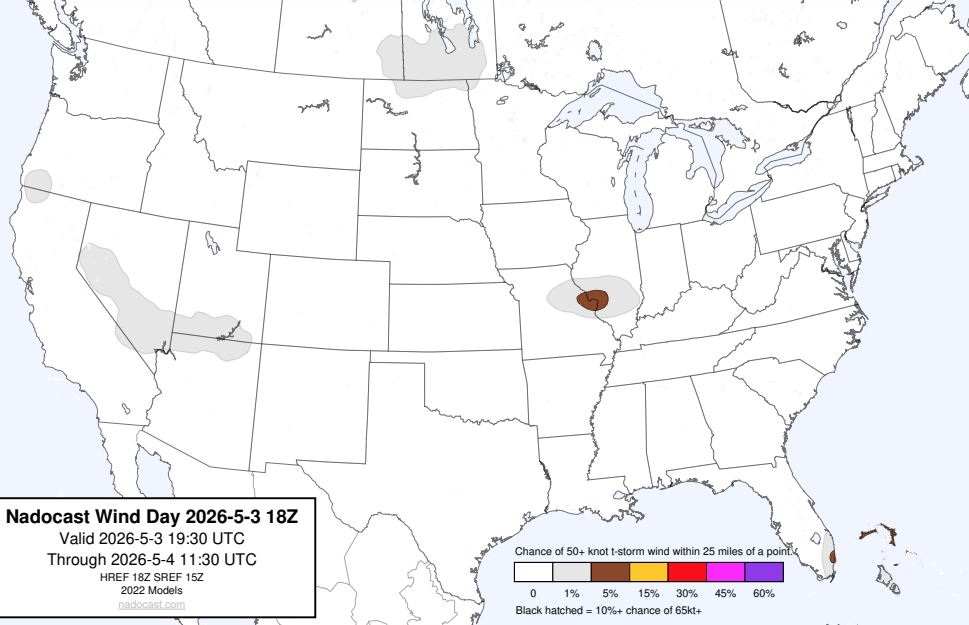 Nadocast Wind Day 2026-5-3 18Z
Valid 2026-5-3 19:30 UTC
Through 2026-5-4 11:30 UTC
HREF 18Z SREF 15Z
2022 Models
nadocast.com
Chance of 50+ knot t-storm wind within 25 miles of a point.
0 1% 5% 15% 30% 45% 60%
Black hatched = 10%+ chance of 65kt+